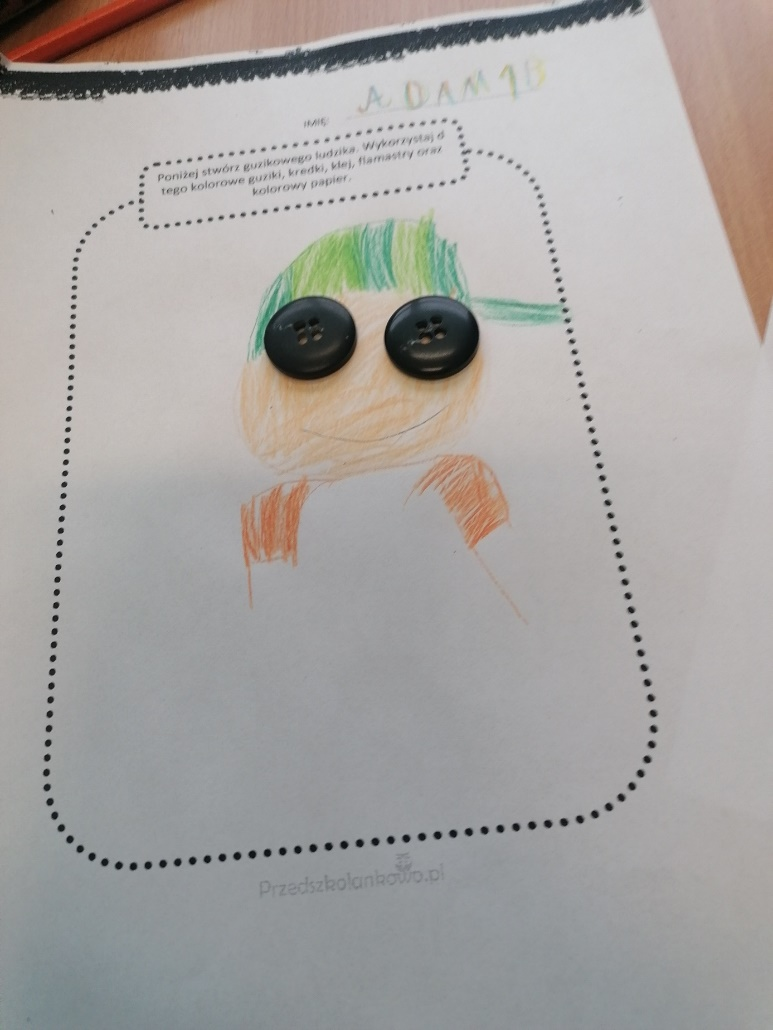 ADAM 1B
IMIĘ:
Poniżej stwórz guzikowego ludzika. Wykorzystaj d
tego kolorowe guziki, kredki, klej, flamastry oraz
kolorowy papier.
Przedszkolankowo.pl